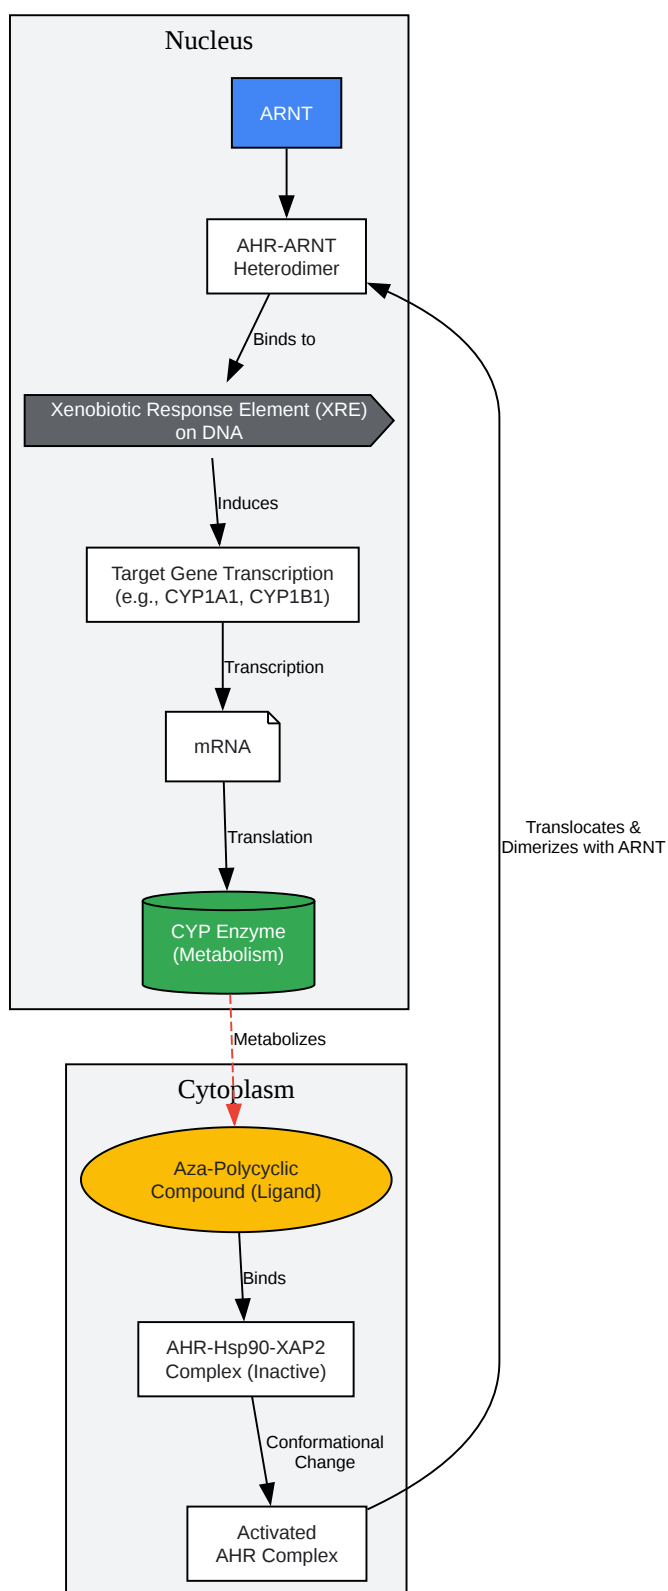 Nucleus
ARNT
AHR-ARNT
Heterodimer
Binds to
Xenobiotic Response Element (XRE)
on DNA
Induces
Target Gene Transcription
(e.g., CYP1A1, CYP1B1)
Transcription
mRNA
Translation
Translocates &
Dimerizes with ARNT
CYP Enzyme
(Metabolism)
Metabolizes
Cytoplasm
Aza-Polycyclic
Compound (Ligand)
Binds
AHR-Hsp90-XAP2
Complex (Inactive)
Conformational
Change
Activated
AHR Complex